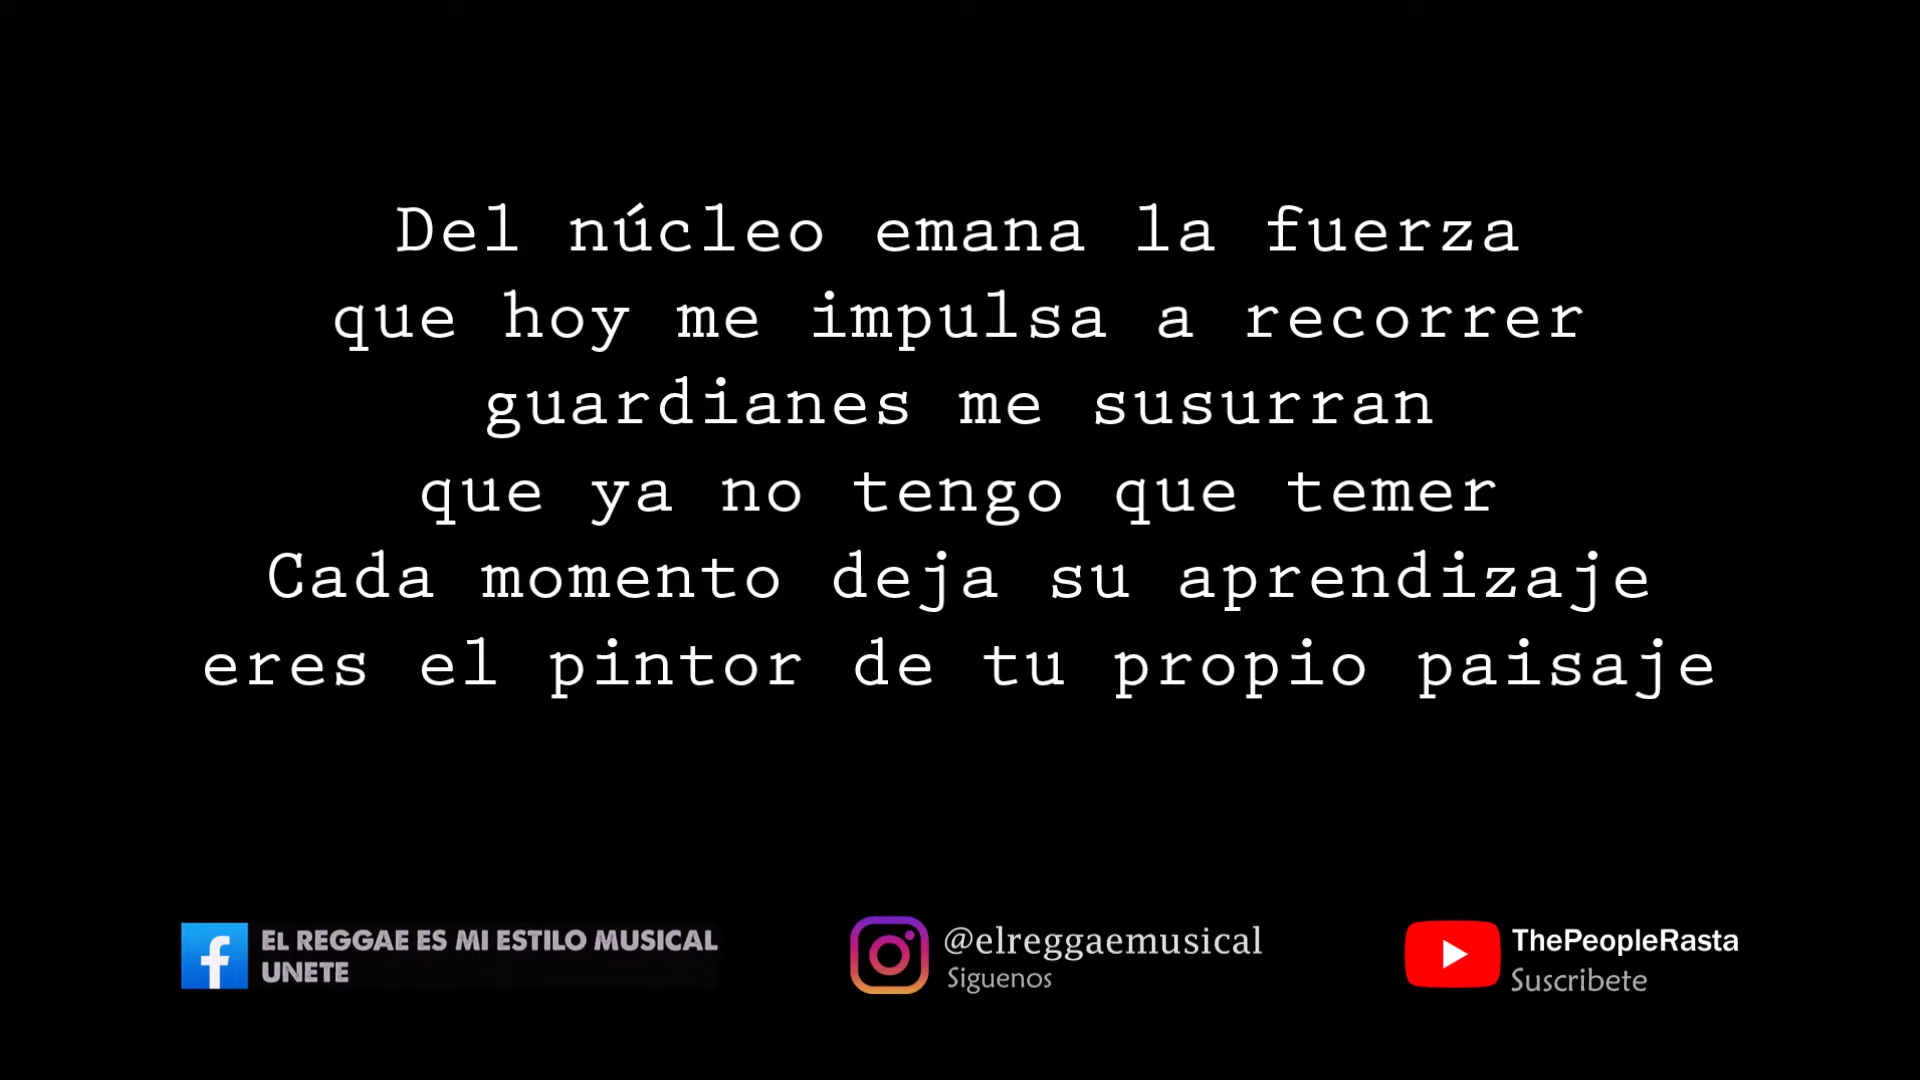 Del núcleo emana la fuerza
que hoy me impulsa a recorrer
guardianes me susurran
que ya no tengo que temer
Cada momento deja su aprendizaje
eres el pintor de tu propio paisaje
EL REGGAE ES MI ESTILO MUSICAL
UNETE
@elreggaemusical
Siguenos
ThePeopleRasta
Suscribete